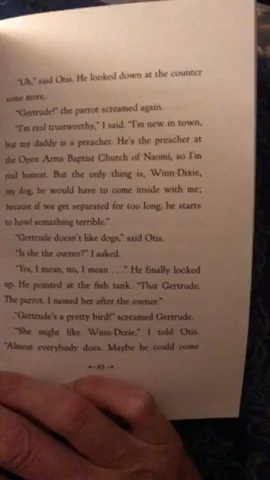 "Uh," said Otis. He looked down at the counter
some more.
"Gertrude!" the parrot screamed again.
"I'm real trustworthy," I said. "I'm new in town,
but my daddy is a preacher. He's the preacher at
the Open Arms Baptist Church of Naomi, so I'm
real honest. But the only thing is, Winn-Dixie,
my dog, he would have to come inside with me;
because if we get separated for too long, he starts
to howl something terrible."
"Gertrude doesn't like dogs," said Otis.
"Is she the owner?" I asked.
"Yes, I mean, no, I mean . . ." He finally looked
up. He pointed at the fish tank. "That Gertrude.
The parrot. I named her after the owner."
"Gertrude's a pretty bird!" screamed Gertrude.
"She might like Winn-Dixie," I told Otis.
"Almost everybody does. Maybe he could come
93